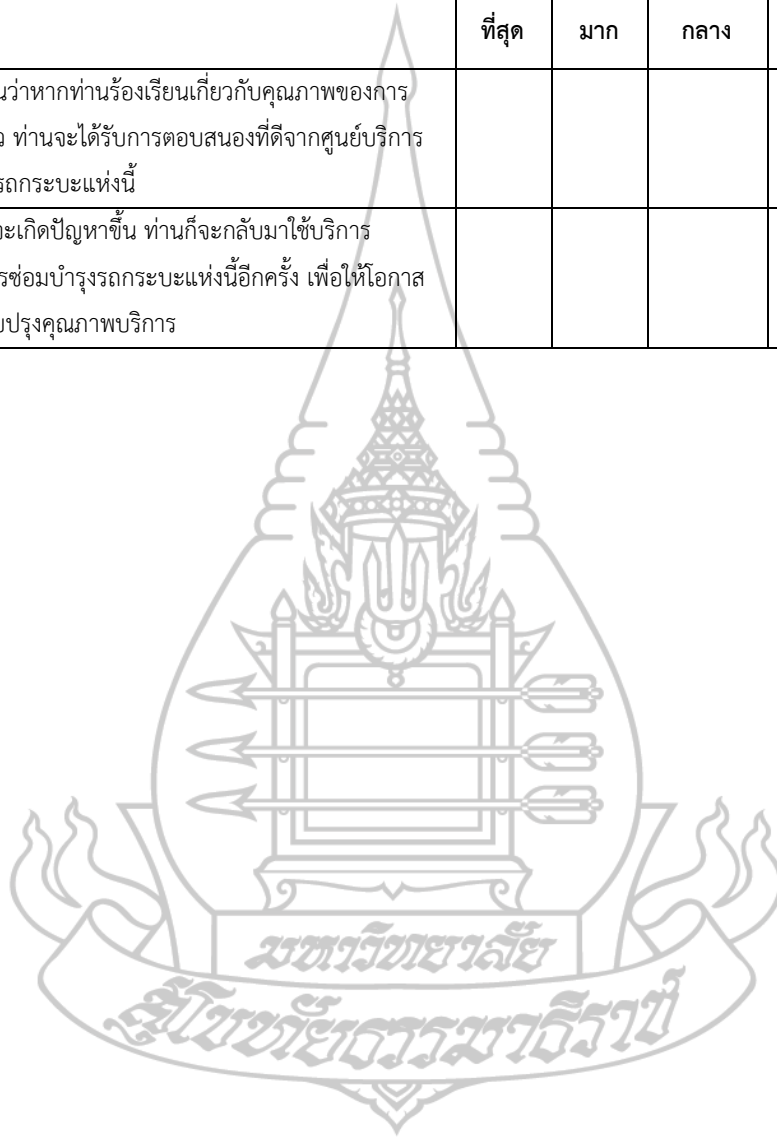 ที่สุด มาก กลาง
นว่าหากท่านร้องเรียนเกี่ยวกับคุณภาพของการ
ว ท่านจะได้รับการตอบสนองที่ดีจากศูนย์บริการ
รถกระบะแห่งนี้
จะเกิดปัญหาขึ้น ท่านก็จะกลับมาใช้บริการ
รซ่อมบำรุงรถกระบะแห่งนี้อีกครั้ง เพื่อให้โอกาส
ปรุงคุณภาพบริการ
มหาวิทยาลัย
สุโขทัยธรรมาธิราช